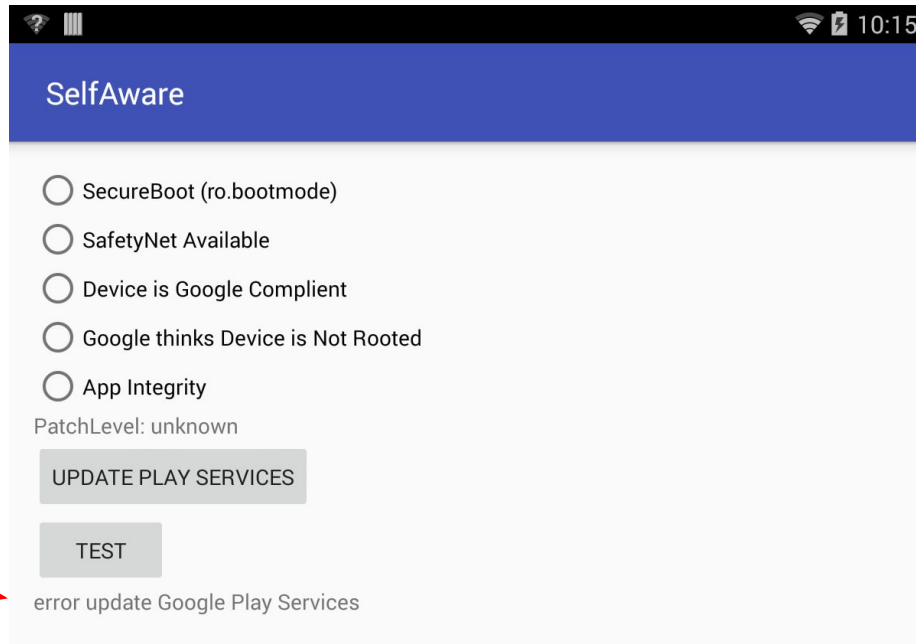 10:15
SelfAware
SecureBoot (ro.bootmode)
SafetyNet Available
Device is Google Complient
Google thinks Device is Not Rooted
App Integrity
PatchLevel: unknown
UPDATE PLAY SERVICES
TEST
error update Google Play Services